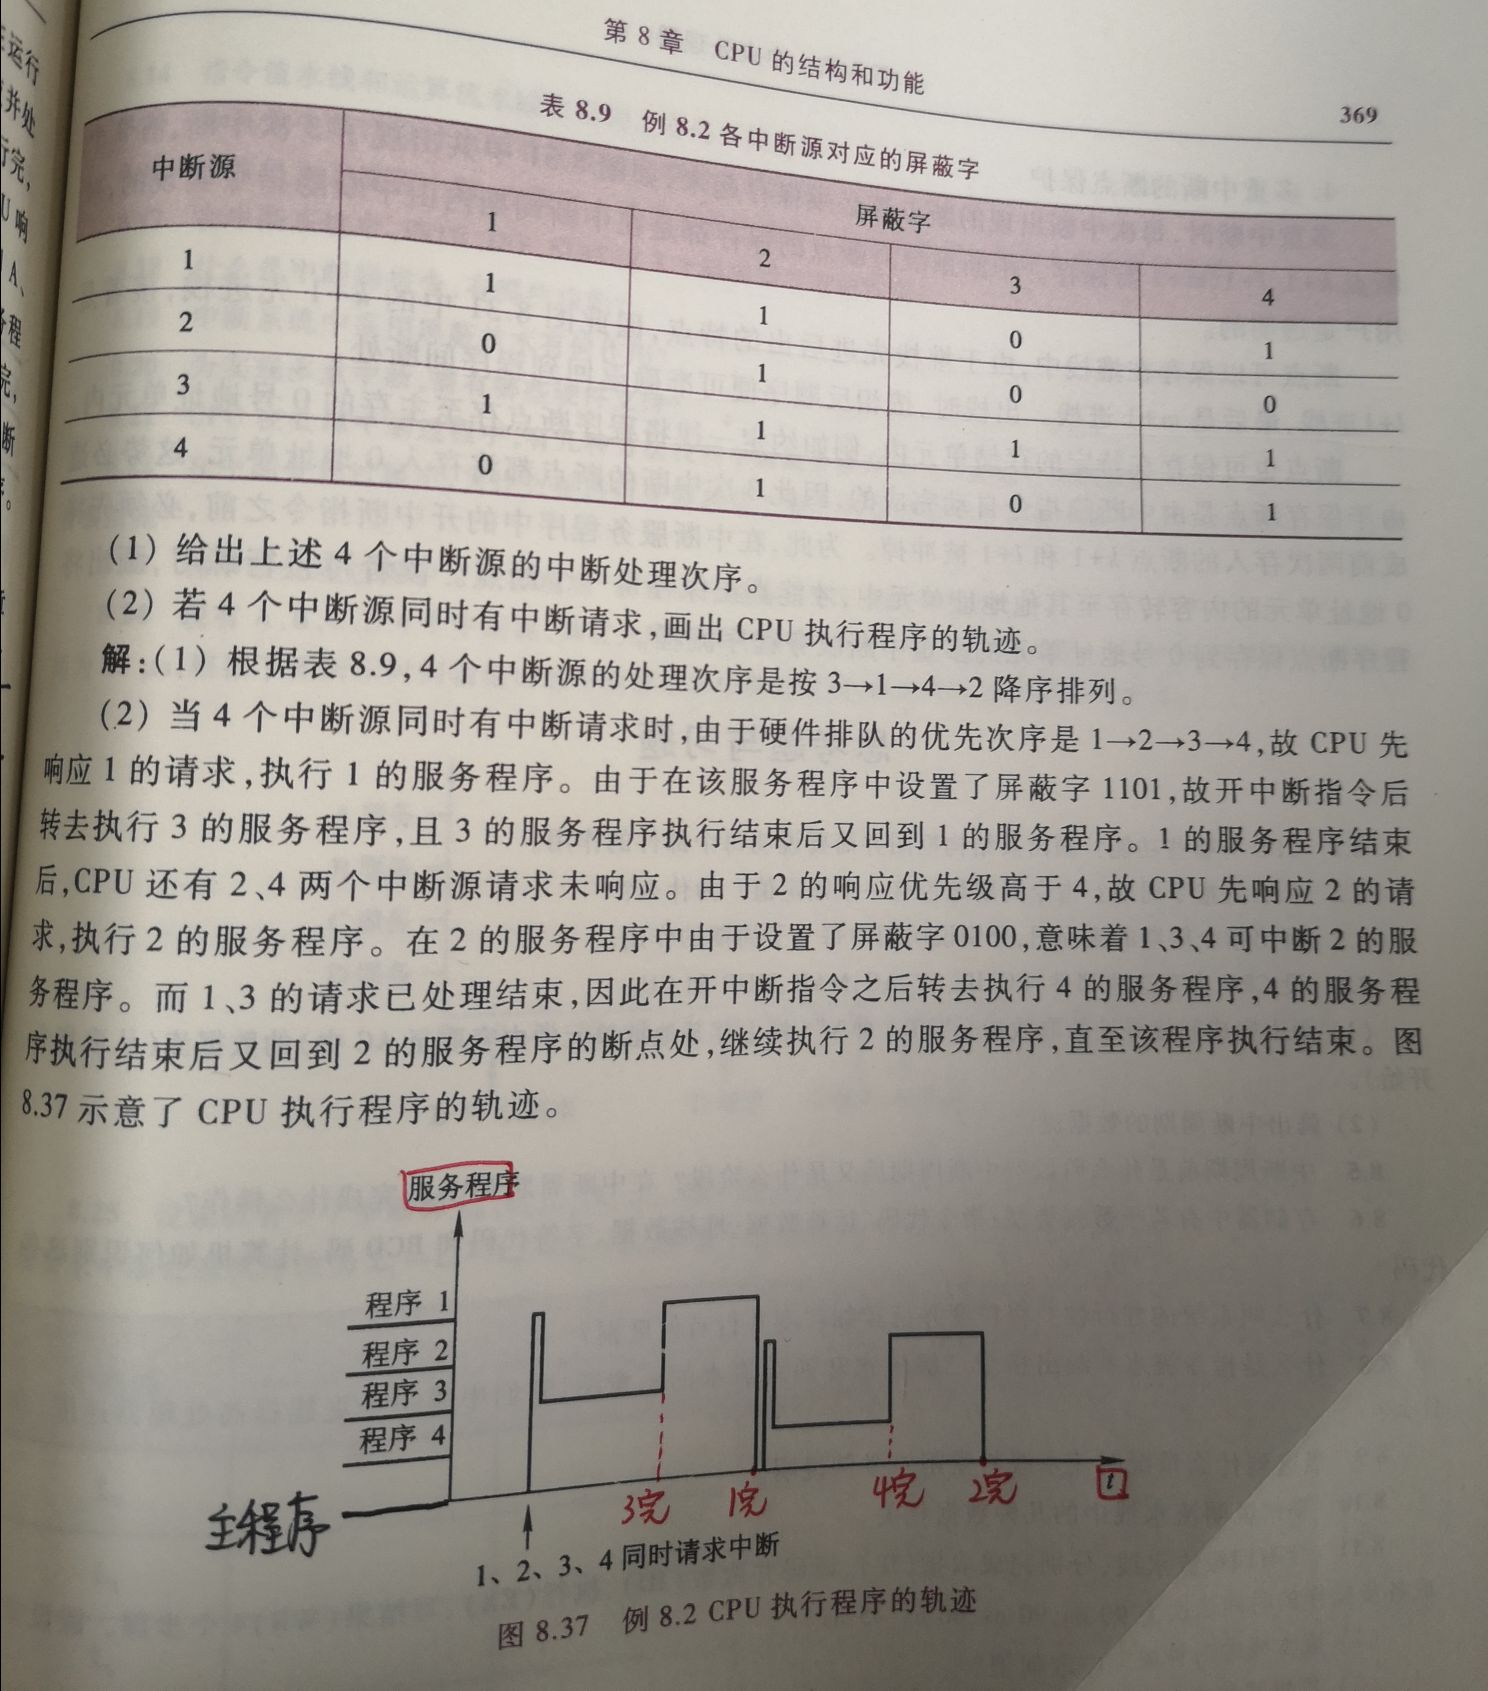 运行
并处
行完,
U 响
A、
程
完,
断
第 8 章 CPU 的结构和功能
369
表 8.9 例 8.2 各中断源对应的屏蔽字
中断源 屏蔽字
1 2 3 4
1 1 1 0 1
2 0 1 0 0
3 1 1 1 1
4 0 1 0 1
(1) 给出上述 4 个中断源的中断处理次序。
(2) 若 4 个中断源同时有中断请求,画出 CPU 执行程序的轨迹。
解:(1) 根据表 8.9,4 个中断源的处理次序是按 3→1→4→2 降序排列。
(2) 当 4 个中断源同时有中断请求时,由于硬件排队的优先次序是 1→2→3→4,故 CPU 先
响应 1 的请求,执行 1 的服务程序。由于在该服务程序中设置了屏蔽字 1101,故开中断指令后
转去执行 3 的服务程序,且 3 的服务程序执行结束后又回到 1 的服务程序。1 的服务程序结束
后,CPU 还有 2、4 两个中断源请求未响应。由于 2 的响应优先级高于 4,故 CPU 先响应 2 的请
求,执行 2 的服务程序。在 2 的服务程序中由于设置了屏蔽字 0100,意味着 1、3、4 可中断 2 的服
务程序。而 1、3 的请求已处理结束,因此在开中断指令之后转去执行 4 的服务程序,4 的服务程
序执行结束后又回到 2 的服务程序的断点处,继续执行 2 的服务程序,直至该程序执行结束。图
8.37 示意了 CPU 执行程序的轨迹。
服务程序
程序 1
程序 2
程序 3
程序 4
主程序
3完 1完 4完 2完 t
1、2、3、4 同时请求中断
图 8.37 例 8.2 CPU 执行程序的轨迹